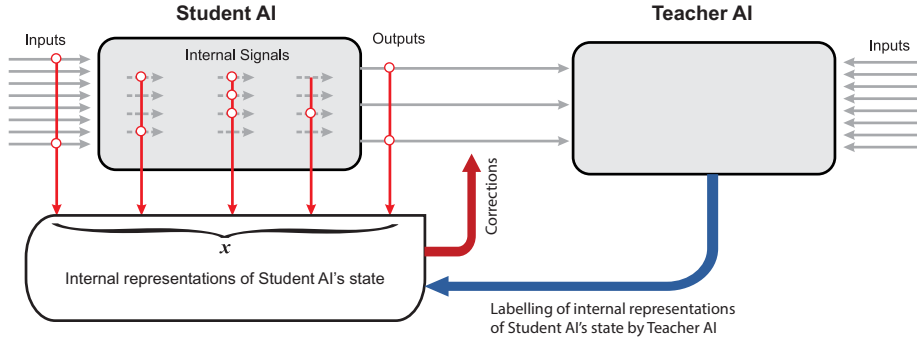 Student AI
Teacher AI
Inputs
Internal Signals
Outputs
Inputs
Corrections
x
Internal representations of Student AI's state
Labelling of internal representations
of Student AI's state by Teacher AI